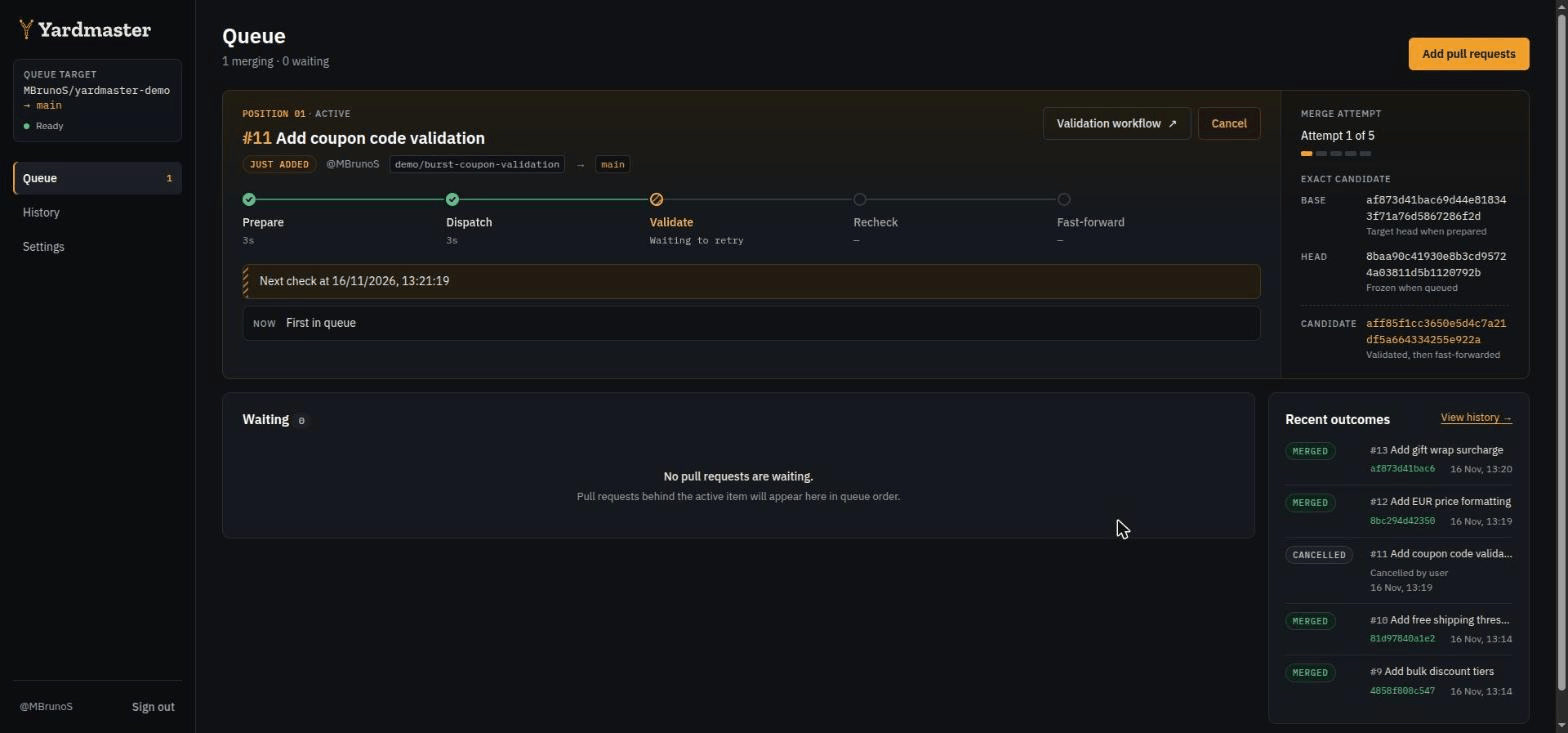 Yardmaster
QUEUE TARGET
MBrunoS/yardmaster-demo
→ main
Ready
Queue 1
History
Settings
@MBrunoS Sign out
Queue
1 merging · 0 waiting
Add pull requests
POSITION 01 · ACTIVE
#11 Add coupon code validation
JUST ADDED @MBrunoS demo/burst-coupon-validation → main
Validation workflow ↗
Cancel
Prepare
3s
Dispatch
3s
Validate
Waiting to retry
Recheck
—
Fast-forward
—
Next check at 16/11/2026, 13:21:19
NOW First in queue
MERGE ATTEMPT
Attempt 1 of 5
EXACT CANDIDATE
BASE af873d41bac69d44e81834
3f71a76d5867286f2d
Target head when prepared
HEAD 8baa90c41930e8b3cd9572
4a03811d5b1120792b
Frozen when queued
CANDIDATE aff85f1cc3650e5d4c7a21
df5a664334255e922a
Validated, then fast-forwarded
Waiting 0
No pull requests are waiting.
Pull requests behind the active item will appear here in queue order.
Recent outcomes View history →
MERGED #13 Add gift wrap surcharge
af873d41bac6 16 Nov, 13:20
MERGED #12 Add EUR price formatting
8bc294d42350 16 Nov, 13:19
CANCELLED #11 Add coupon code valida...
Cancelled by user
16 Nov, 13:19
MERGED #10 Add free shipping thres...
81d97840a1e2 16 Nov, 13:14
MERGED #9 Add bulk discount tiers
4858f808c547 16 Nov, 13:14